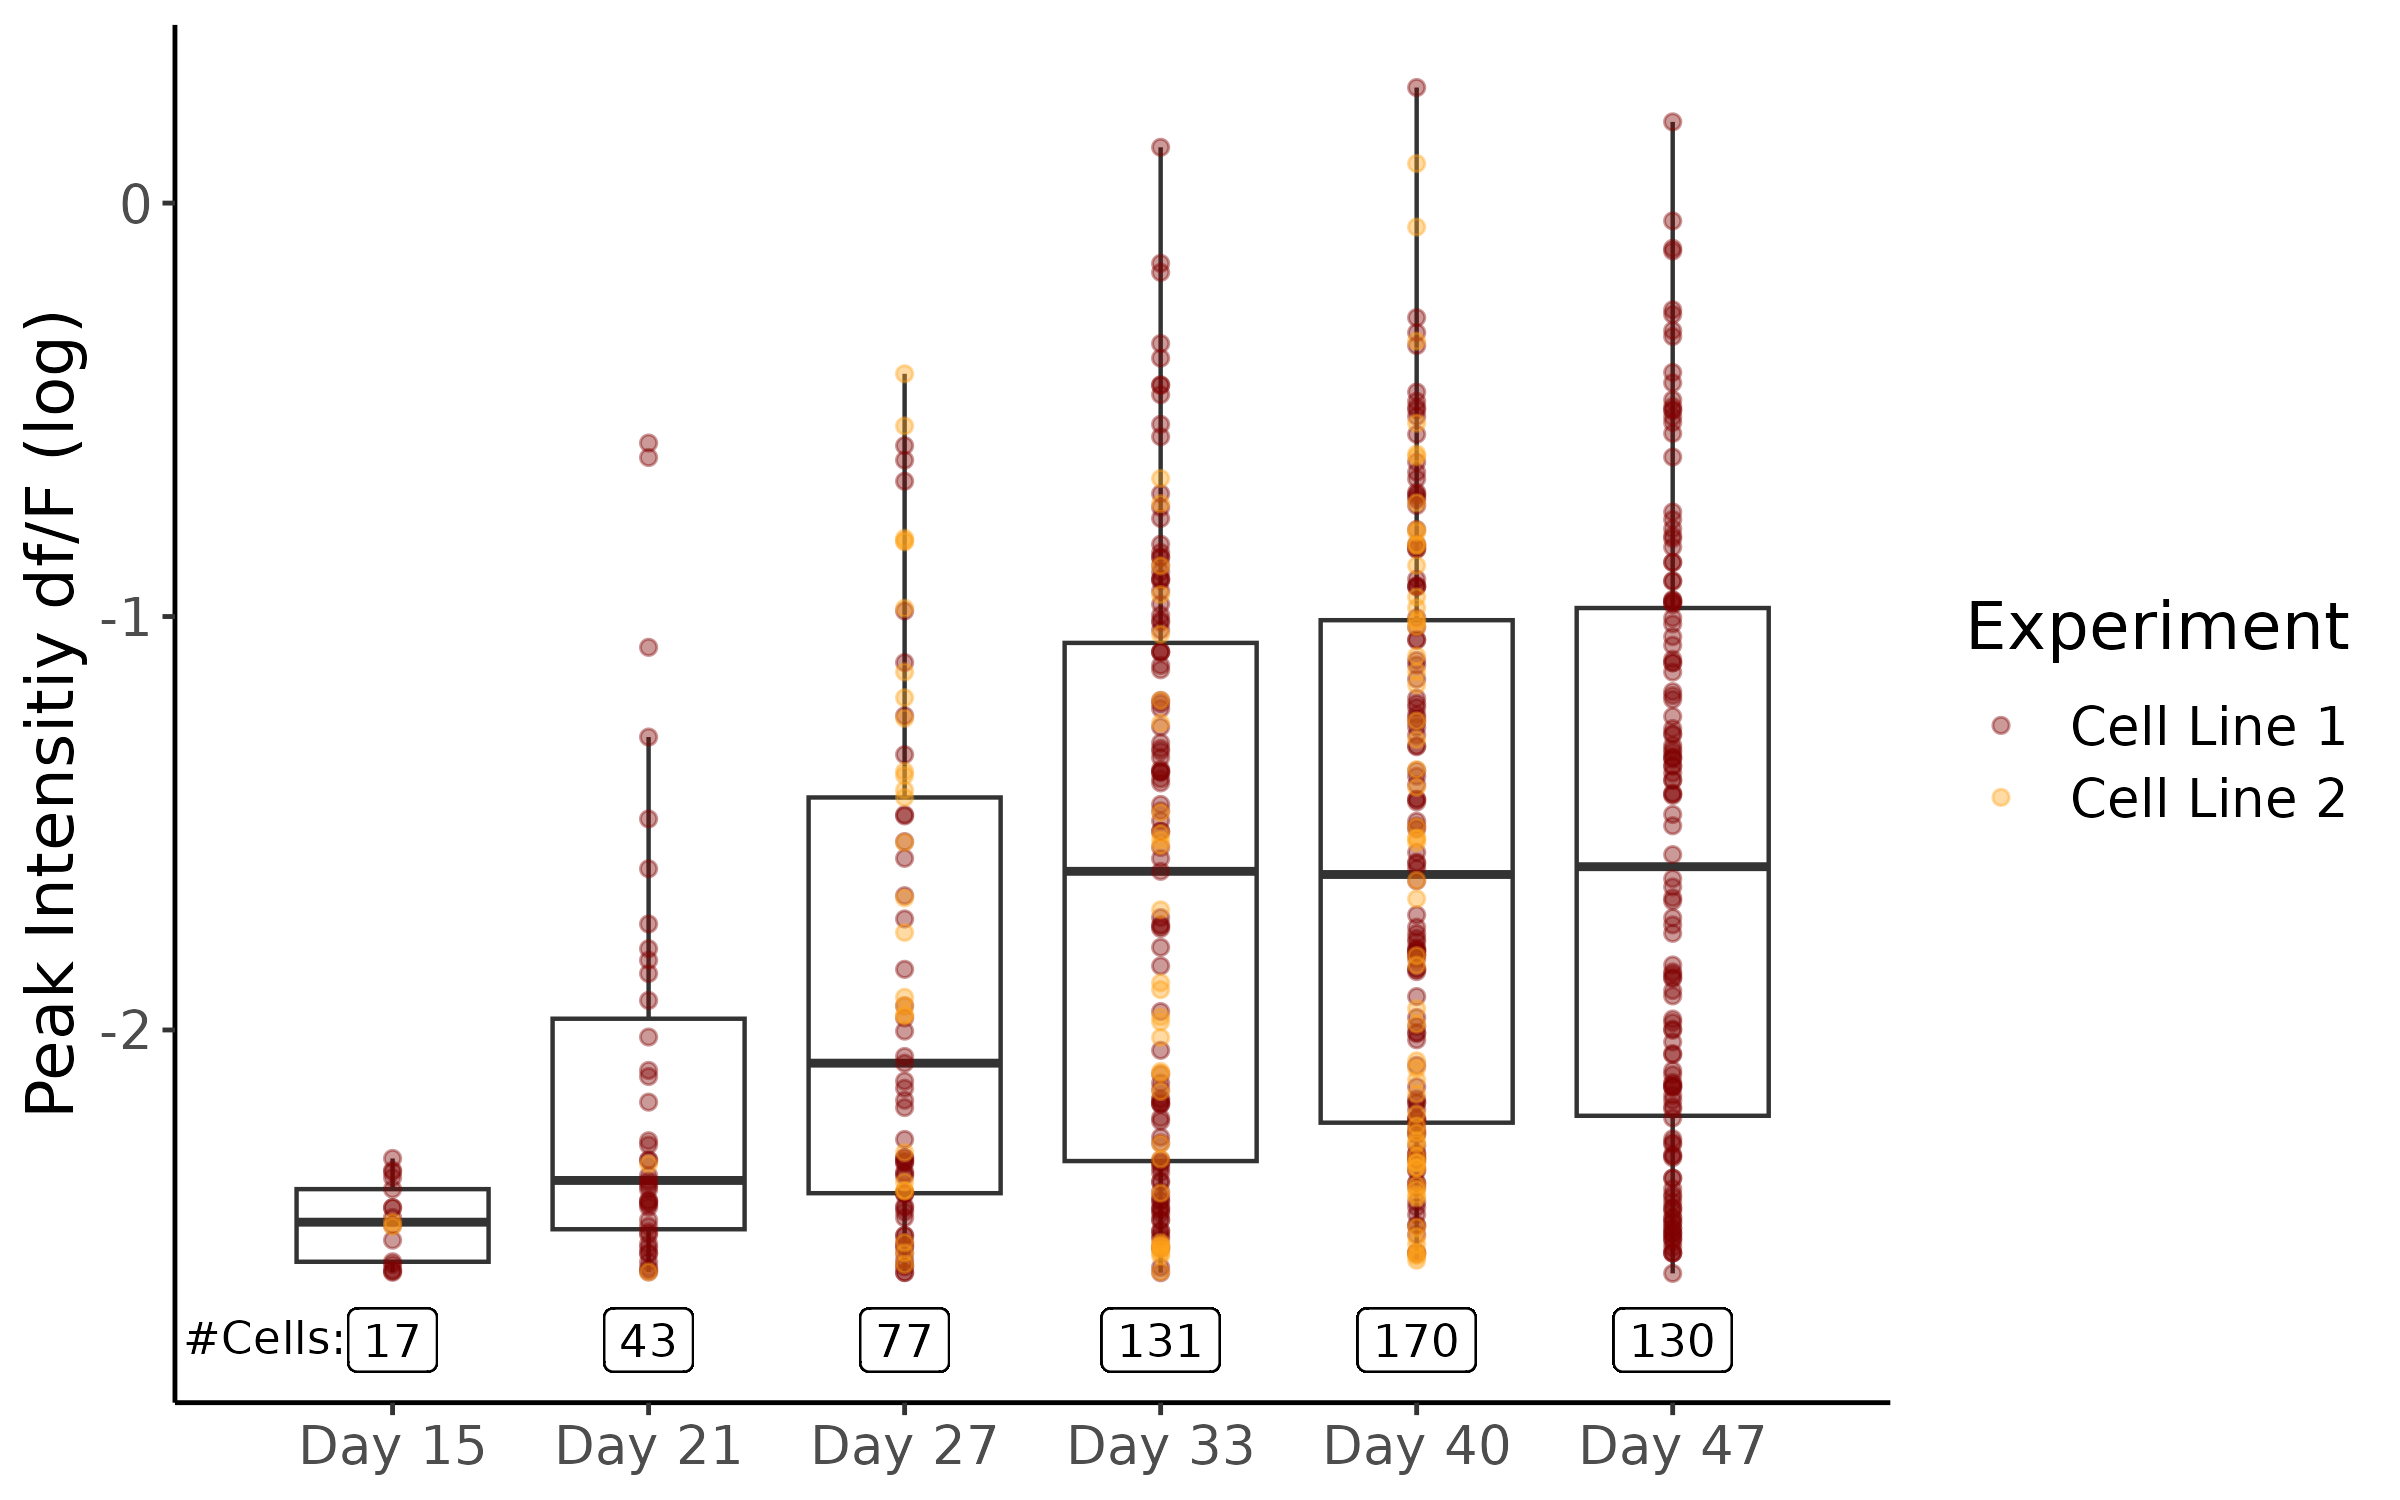 Peak Intensitiy df/F (log)
0
-1
-2
#Cells: 17 43 77 131 170 130
Day 15 Day 21 Day 27 Day 33 Day 40 Day 47
Experiment
Cell Line 1
Cell Line 2